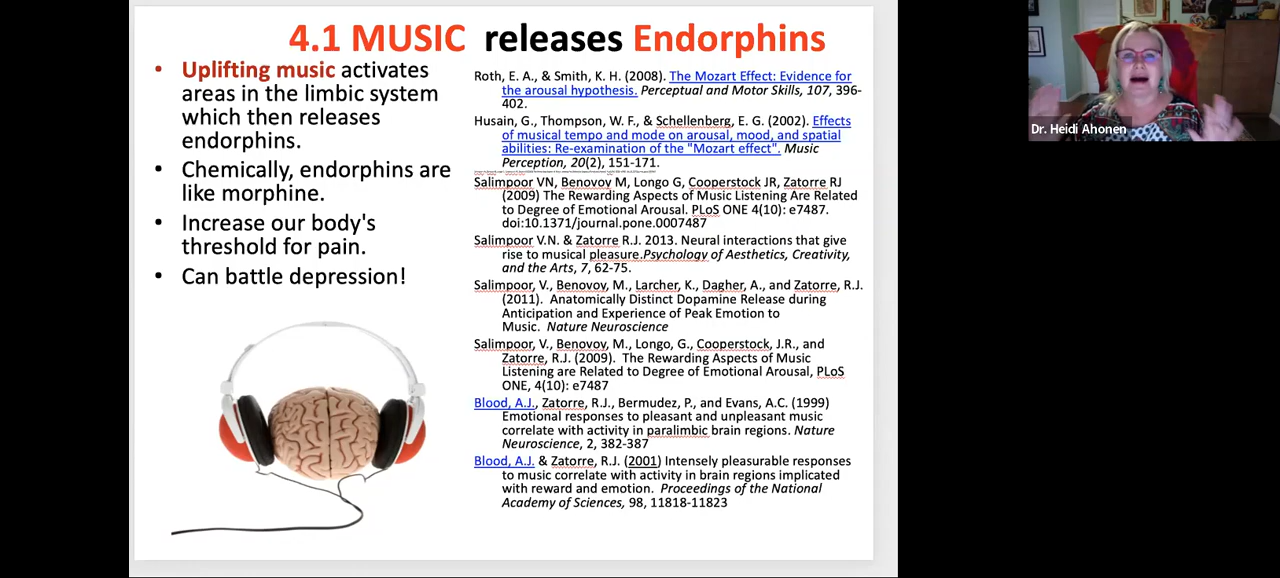 4.1 MUSIC releases Endorphins
• Uplifting music activates
areas in the limbic system
which then releases
endorphins.
• Chemically, endorphins are
like morphine.
• Increase our body's
threshold for pain.
• Can battle depression!
Roth, E. A., & Smith, K. H. (2008). The Mozart Effect: Evidence for
the arousal hypothesis. Perceptual and Motor Skills, 107, 396-
402.
Husain, G., Thompson, W. F., & Schellenberg, E. G. (2002). Effects
of musical tempo and mode on arousal, mood, and spatial
abilities: Re-examination of the "Mozart effect". Music
Perception, 20(2), 151-171.
Salimpoor VN, Benovoy M, Longo G, Cooperstock JR, Zatorre RJ
(2009) The Rewarding Aspects of Music Listening Are Related
to Degree of Emotional Arousal. PLoS ONE 4(10): e7487.
doi:10.1371/journal.pone.0007487
Salimpoor V.N. & Zatorre R.J. 2013. Neural interactions that give
rise to musical pleasure.Psychology of Aesthetics, Creativity,
and the Arts, 7, 62-75.
Salimpoor, V., Benovoy, M., Larcher, K., Dagher, A., and Zatorre, R.J.
(2011). Anatomically Distinct Dopamine Release during
Anticipation and Experience of Peak Emotion to
Music. Nature Neuroscience
Salimpoor, V., Benovoy, M., Longo, G., Cooperstock, J.R., and
Zatorre, R.J. (2009). The Rewarding Aspects of Music
Listening are Related to Degree of Emotional Arousal, PLoS
ONE, 4(10): e7487
Blood, A.J., Zatorre, R.J., Bermudez, P., and Evans, A.C. (1999)
Emotional responses to pleasant and unpleasant music
correlate with activity in paralimbic brain regions. Nature
Neuroscience, 2, 382-387
Blood, A.J. & Zatorre, R.J. (2001) Intensely pleasurable responses
to music correlate with activity in brain regions implicated
with reward and emotion. Proceedings of the National
Academy of Sciences, 98, 11818-11823
Dr. Heidi Ahonen